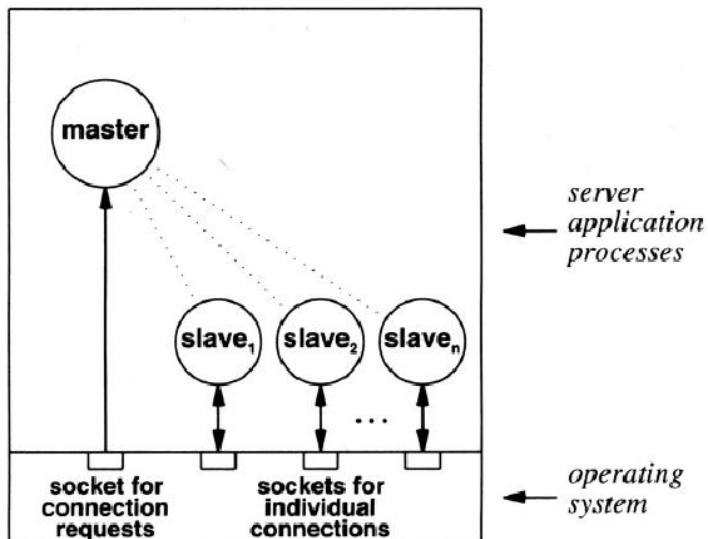 master
server
application
processes
slave₁ slave₂ slaveₙ
...
socket for
connection
requests
sockets for
individual
connections
operating
system